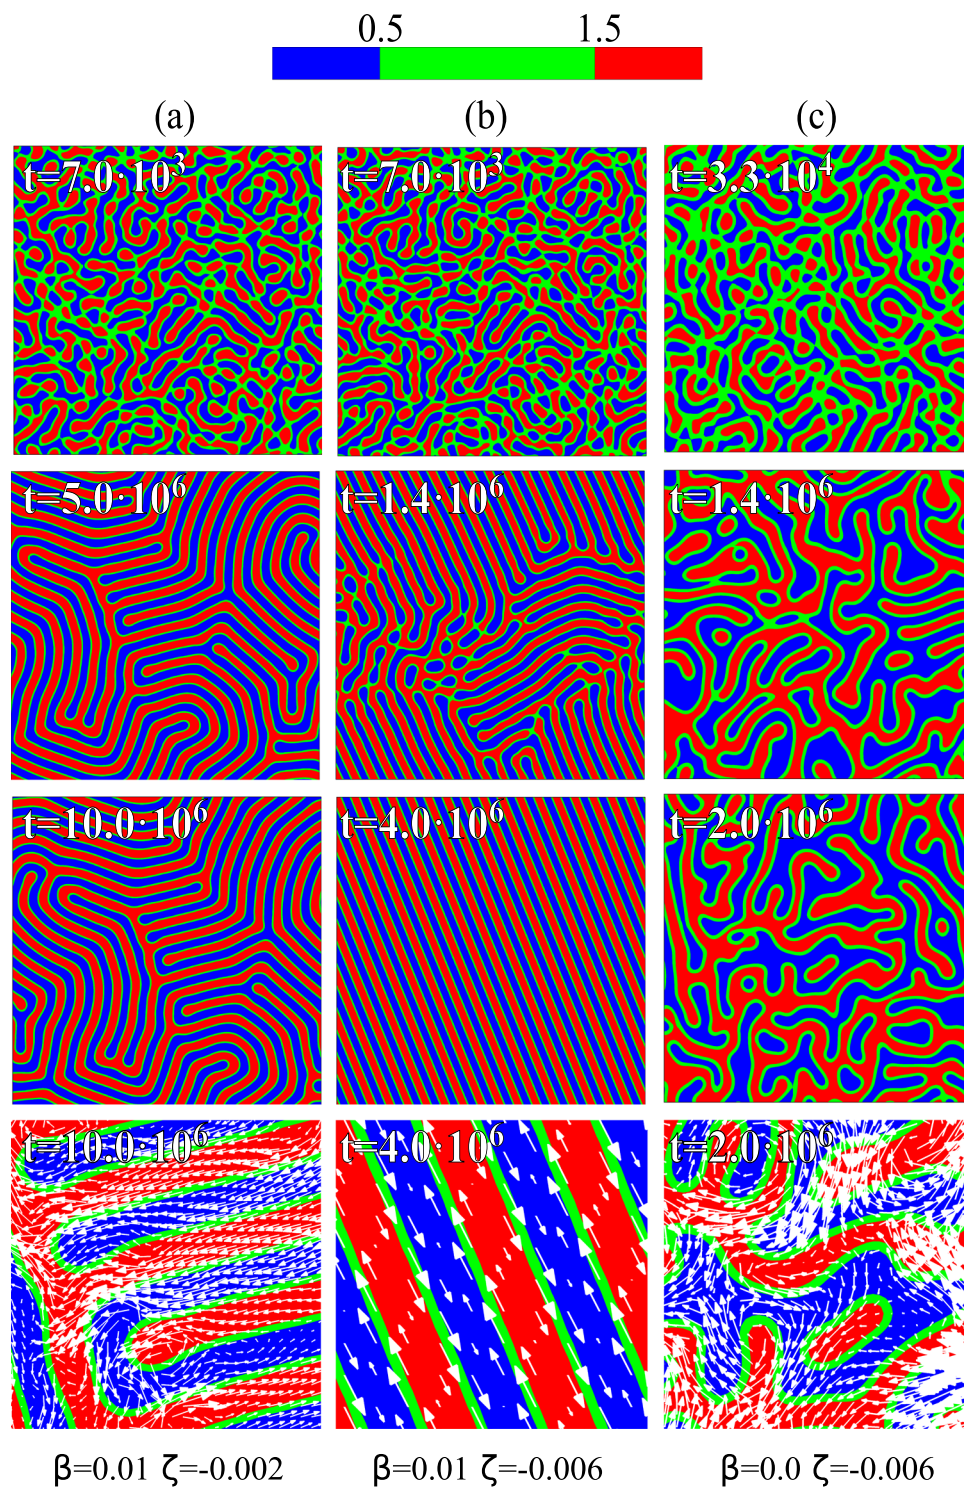 0.5 1.5
(a) (b) (c)
t=7.0·10³ t=7.0·10³ t=3.3·10⁴
t=5.0·10⁶ t=1.4·10⁶ t=1.4·10⁶
t=10.0·10⁶ t=4.0·10⁶ t=2.0·10⁶
t=10.0·10⁶ t=4.0·10⁶ t=2.0·10⁶
β=0.01 ζ=-0.002 β=0.01 ζ=-0.006 β=0.0 ζ=-0.006